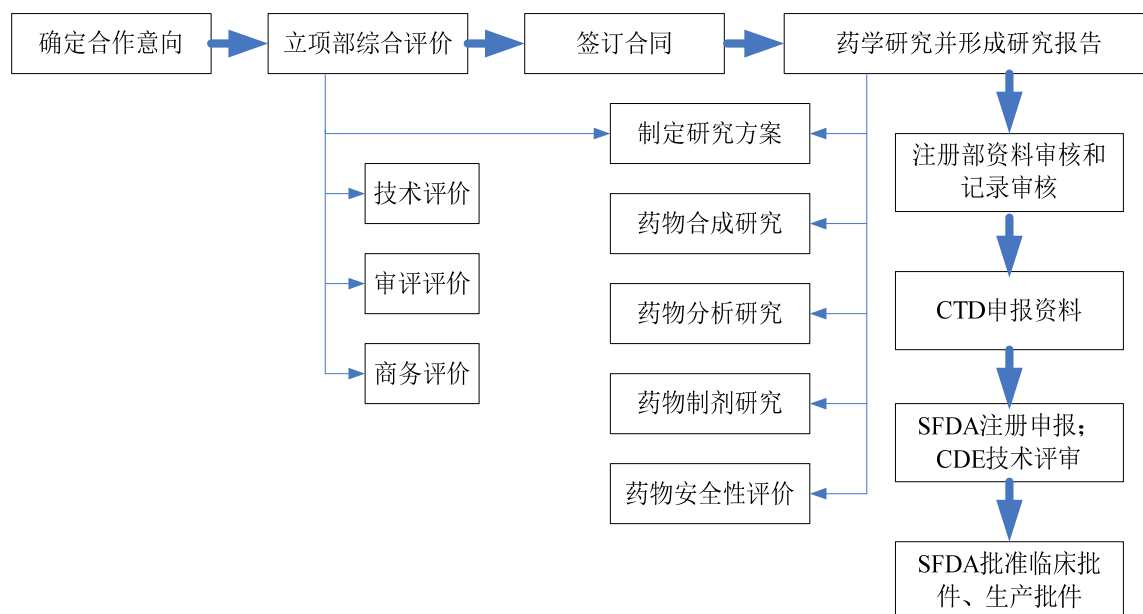 确定合作意向
立项部综合评价
签订合同
药学研究并形成研究报告
制定研究方案
注册部资料审核和
记录审核
技术评价
药物合成研究
审评评价
药物分析研究
CTD申报资料
商务评价
药物制剂研究
SFDA注册申报；
CDE技术评审
药物安全性评价
SFDA批准临床批
件、生产批件